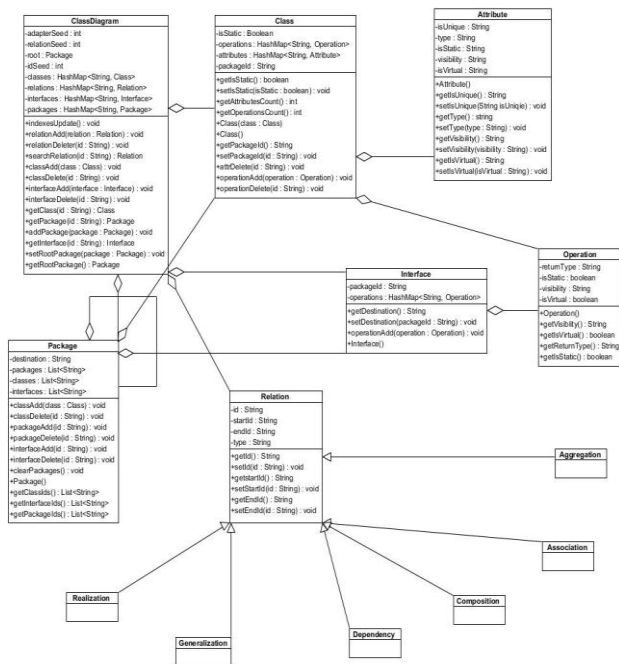 ClassDiagram
-adapterSeed : int
-relationSeed : int
-root : Package
-idSeed : int
-classes : HashMap<String, Class>
-relations : HashMap<String, Relation>
-interfaces : HashMap<String, Interface>
-packages : HashMap<String, Package>
+indexesUpdate() : void
+relationAdd(relation : Relation) : void
+relationDeleter(id : String) : void
+searchRelation(id : String) : Relation
+classAdd(class : Class) : void
+classDelete(id : String) : void
+interfaceAdd(interface : Interface) : void
+interfaceDelete(id : String) : void
+getClass(id : String) : Class
+getPackage(id : String) : Package
+addPackage(package : Package) : void
+getInterface(id : String) : Interface
+setRootPackage(package : Package) : void
+getRootPackage() : Package
Class
-isStatic : Boolean
-operations : HashMap<String, Operation>
-attributes : HashMap<String, Attribute>
-packageId : String
+getIsStatic() : boolean
+setIsStatic(isStatic : boolean) : void
+getAttributesCount() : int
+getOperationsCount() : int
+Class(class : Class)
+Class()
+getPackageId() : String
+setPackageId(id : String) : void
+attrDelete(id : String) : void
+operationAdd(operation : Operation) : void
+operationDelete(id : String) : void
Attribute
-isUnique : String
-type : String
-isStatic : String
-visibility : String
-isVirtual : String
+Attribute()
+getIsUnique() : String
+setIsUnique(String isUniqie) : void
+getType() : string
+setType(type : String) : void
+getVisibility() : String
+setVisibility(visibility : String) : void
+getIsVirtual() : String
+setIsVirtual(isVirtual : String) : void
Operation
-returnType : String
-isStatic : boolean
-visibility : String
-isVirtual : boolean
+Operation()
+getVisiblity() : String
+getIsVirtual() : boolean
+getReturnType() : String
+getIsStatic() : boolean
Interface
-packageId : String
-operations : HashMap<String, Operation>
+getDestination() : String
+setDestination(packageId : String) : void
+operationAdd(operation : Operation) : void
+Interface()
Package
-destination : String
-packages : List<String>
-classes : List<String>
-interfaces : List<String>
+classAdd(class : Class) : void
+classDelete(id : String) : void
+packageAdd(id : String) : void
+packageDelete(id : String) : void
+interfaceAdd(id : String) : void
+interfaceDelete(id : String) : void
+clearPackages() : void
+Package()
+getClassIds() : List<String>
+getInterfaceIds() : List<String>
+getPackageIds() : List<String>
Relation
-id : String
-startId : String
-endId : String
-type : String
+getId() : String
+setId(id : String) : void
+getstartId() : String
+setStartId(id : String) : void
+getEndId() : String
+setEndId(id : String) : void
Aggregation
Association
Composition
Dependency
Generalization
Realization